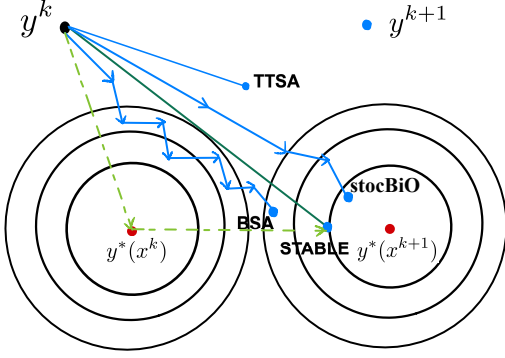 y^k
y^{k+1}
TTSA
stocBiO
BSA
STABLE
y^*(x^k)
y^*(x^{k+1})